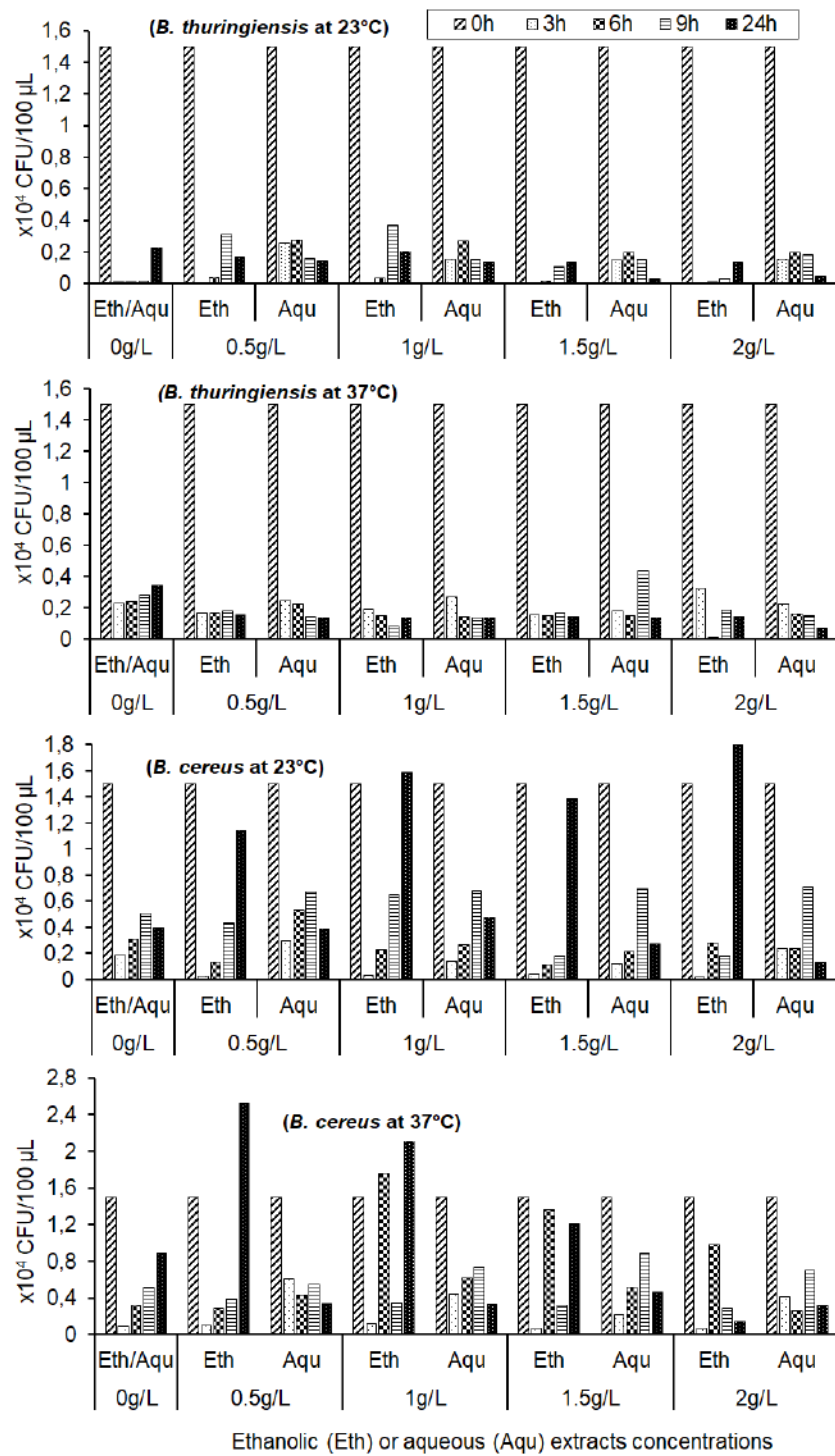 (B. thuringiensis at 23°C)
0h 3h 6h 9h 24h
x10⁴ CFU/100 µL
1,6
1,4
1,2
1
0,8
0,6
0,4
0,2
0
Eth/Aqu Eth Aqu Eth Aqu Eth Aqu Eth Aqu
0g/L 0.5g/L 1g/L 1.5g/L 2g/L
(B. thuringiensis at 37°C)
x10⁴ CFU/100 µL
1,6
1,4
1,2
1
0,8
0,6
0,4
0,2
0
Eth/Aqu Eth Aqu Eth Aqu Eth Aqu Eth Aqu
0g/L 0.5g/L 1g/L 1.5g/L 2g/L
(B. cereus at 23°C)
x10⁴ CFU/100 µL
1,8
1,6
1,4
1,2
1
0,8
0,6
0,4
0,2
0
Eth/Aqu Eth Aqu Eth Aqu Eth Aqu Eth Aqu
0g/L 0.5g/L 1g/L 1.5g/L 2g/L
(B. cereus at 37°C)
x10⁴ CFU/100 µL
2,8
2,4
2
1,6
1,2
0,8
0,4
0
Eth/Aqu Eth Aqu Eth Aqu Eth Aqu Eth Aqu
0g/L 0.5g/L 1g/L 1.5g/L 2g/L
Ethanolic (Eth) or aqueous (Aqu) extracts concentrations